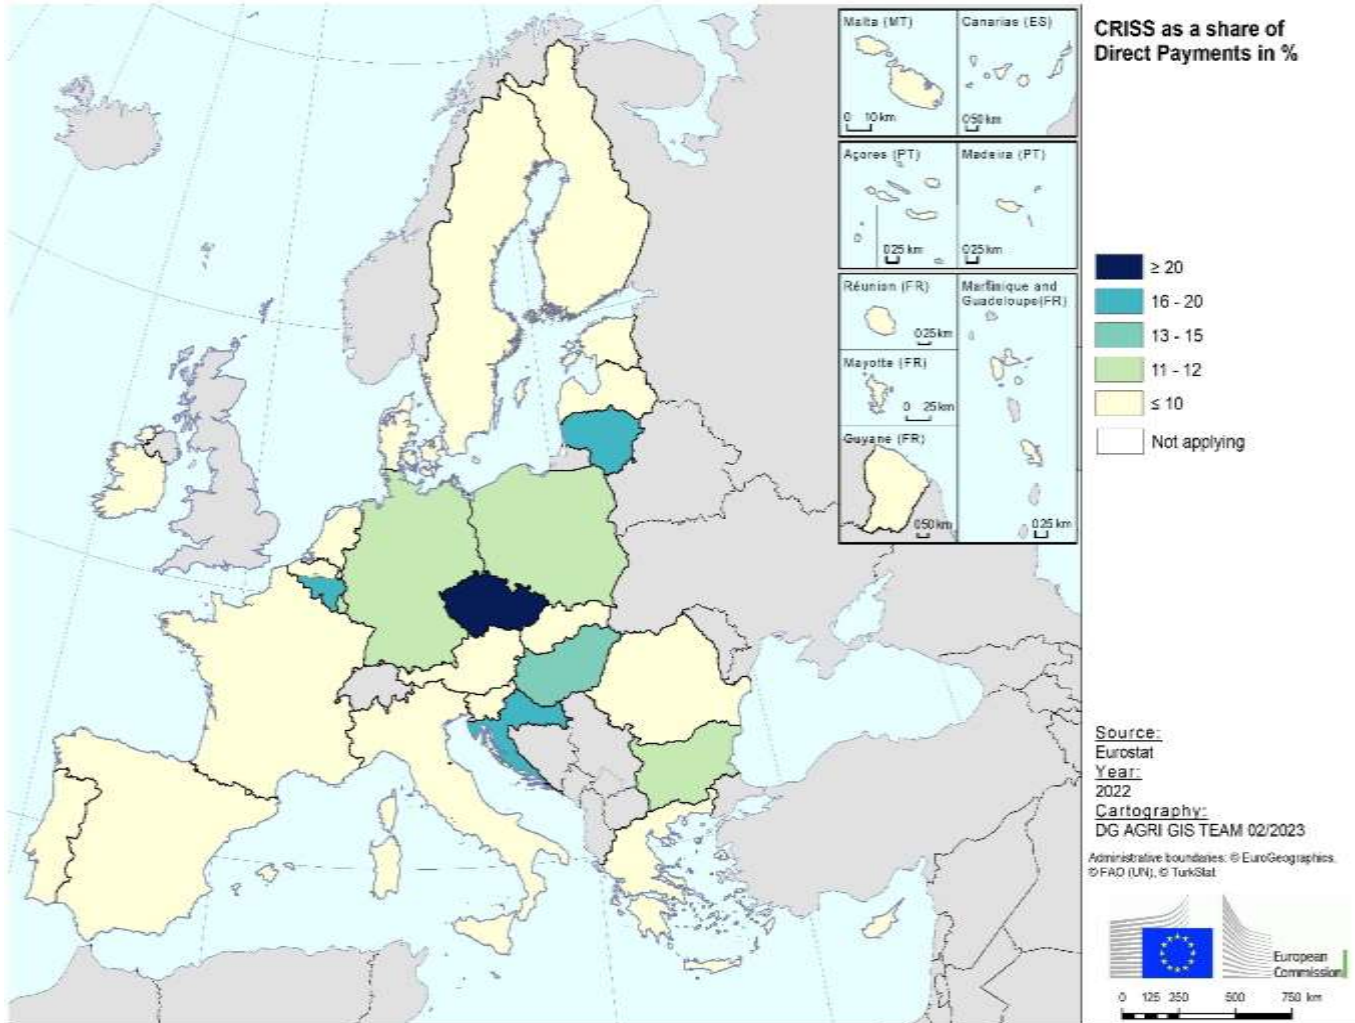 CRISS as a share of
Direct Payments in %
Malta (MT)
0 10 km
Canarias (ES)
0 50 km
Açores (PT)
0 25 km
Madeira (PT)
0 25 km
Réunion (FR)
0 25 km
Mayotte (FR)
0 25 km
Guyane (FR)
0 50 km
Martinique and
Guadeloupe(FR)
0 25 km
≥ 20
16 - 20
13 - 15
11 - 12
≤ 10
Not applying
Source:
Eurostat
Year:
2022
Cartography:
DG AGRI GIS TEAM 02/2023
Administrative boundaries: © EuroGeographics,
© FAO (UN), © TurkStat
European
Commission
0 125 250 500 750 km